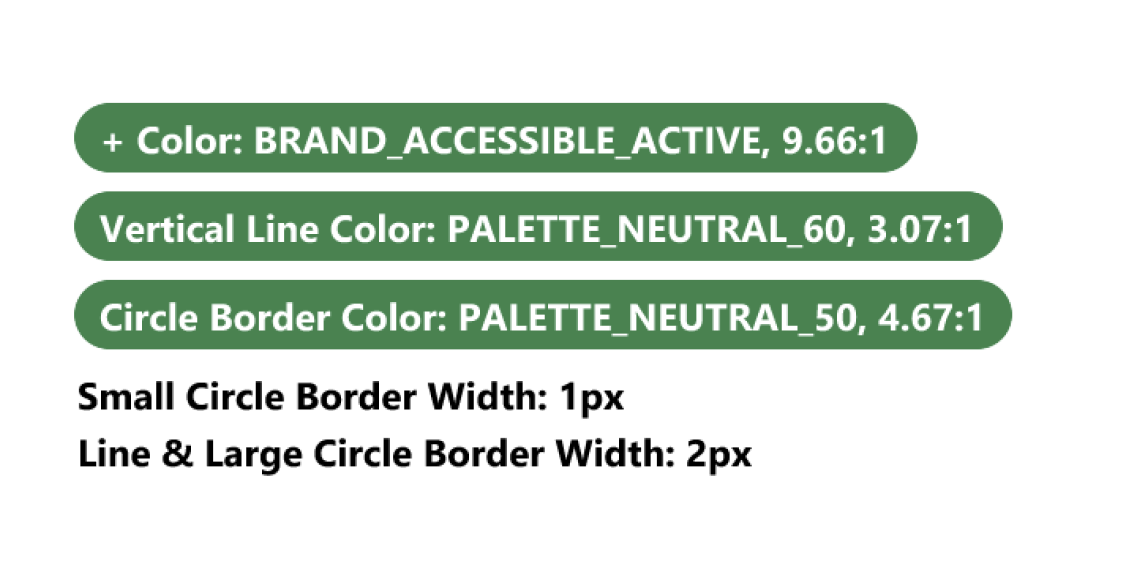 + Color: BRAND_ACCESSIBLE_ACTIVE, 9.66:1
Vertical Line Color: PALETTE_NEUTRAL_60, 3.07:1
Circle Border Color: PALETTE_NEUTRAL_50, 4.67:1
Small Circle Border Width: 1px
Line & Large Circle Border Width: 2px